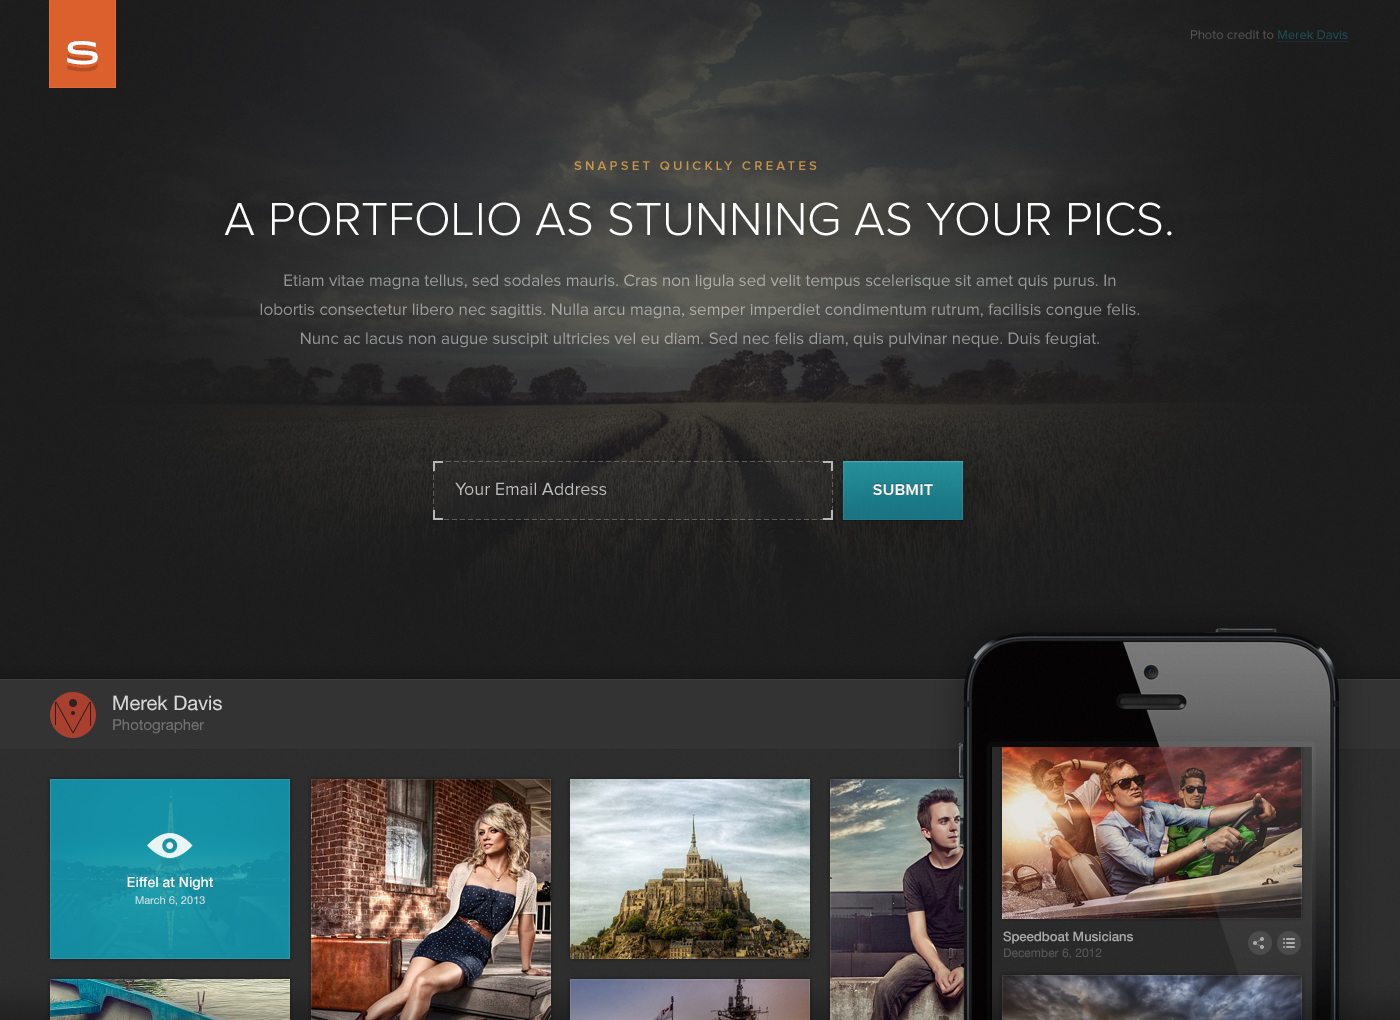 S
Photo credit to Merek Davis
SNAPSET QUICKLY CREATES
A PORTFOLIO AS STUNNING AS YOUR PICS.
Etiam vitae magna tellus, sed sodales mauris. Cras non ligula sed velit tempus scelerisque sit amet quis purus. In
lobortis consectetur libero nec sagittis. Nulla arcu magna, semper imperdiet condimentum rutrum, facilisis congue felis.
Nunc ac lacus non augue suscipit ultricies vel eu diam. Sed nec felis diam, quis pulvinar neque. Duis feugiat.
Your Email Address
SUBMIT
Merek Davis
Photographer
Eiffel at Night
March 6, 2013
Speedboat Musicians
December 6, 2012